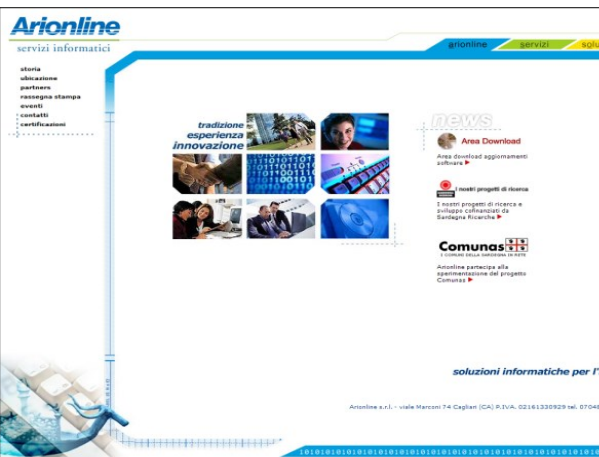 Arionline
servizi informatici
arionline
servizi
solu
storia
ubicazione
partners
rassegna stampa
eventi
contatti
certificazioni
tradizione
esperienza
innovazione
news
Area Download
Area download aggiornamenti
software
I nostri progetti di ricerca
I nostri progetti di ricerca e
sviluppo cofinanziati da
Sardegna Ricerche
Comunas
I COMUNI DELLA SARDEGNA IN RETE
Arionline partecipa alla
sperimentazione del progetto
Comunas
soluzioni informatiche per l'
Arionline s.r.l. - viale Marconi 74 Cagliari (CA) P.IVA. 02161330929 tel. 0704